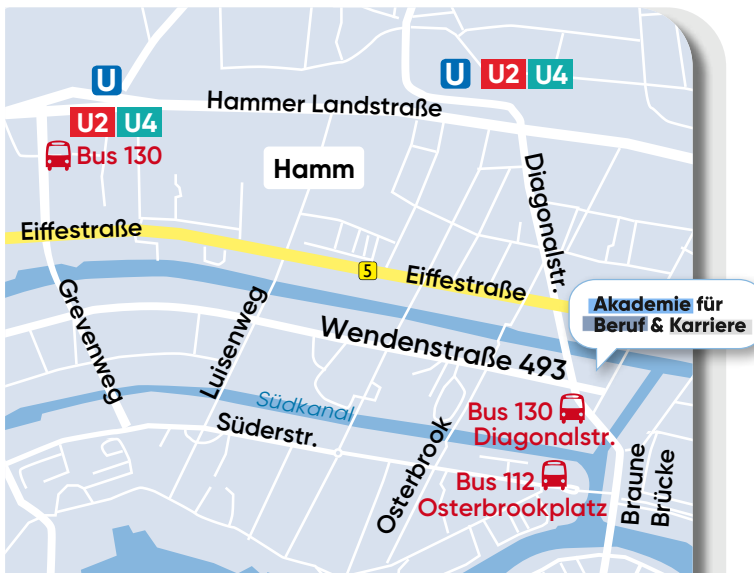 U
U2 U4
Bus 130
U
U2 U4
Hammer Landstraße
Hamm
Diagonalstr.
Eiffestraße
5
Eiffestraße
Akademie für
Beruf & Karriere
Grevenweg
Luisenweg
Wendenstraße 493
Südkanal
Süderstr.
Osterbrook
Bus 130
Diagonalstr.
Bus 112
Osterbrookplatz
Braune
Brücke